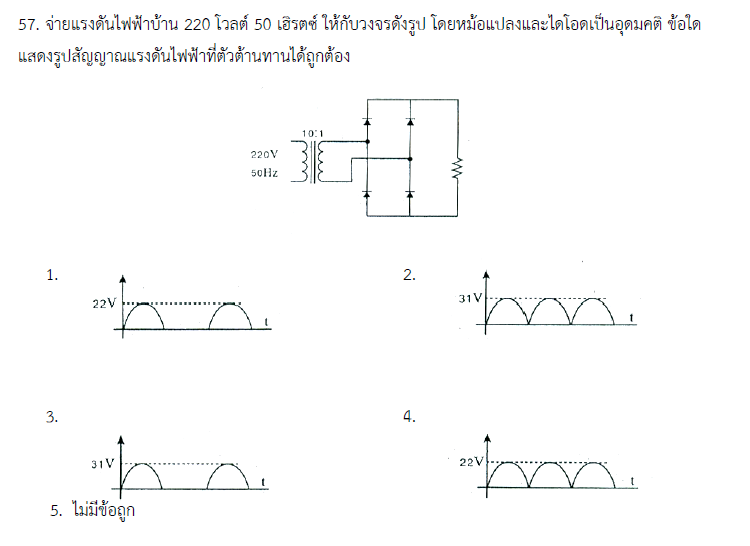 57. จ่ายแรงดันไฟฟ้าบ้าน 220 โวลต์ 50 เฮิรตซ์ ให้กับวงจรดังรูป โดยหม้อแปลงและไดโอดเป็นอุดมคติ ข้อใด
แสดงรูปสัญญาณแรงดันไฟฟ้าที่ตัวต้านทานได้ถูกต้อง
10:1
220V
50Hz
1.
22V
t
2.
31V
t
3.
31V
t
4.
22V
t
5. ไม่มีข้อถูก